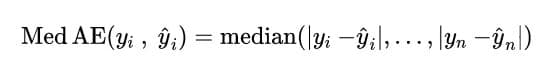 Med AE(yᵢ , ŷᵢ) = median(|yᵢ −ŷᵢ|, . . . , |yₙ −ŷₙ|)